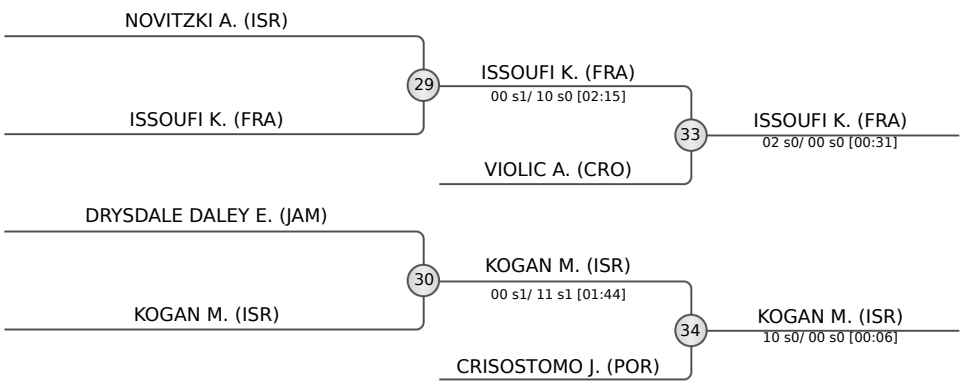 NOVITZKI A. (ISR)
29
ISSOUFI K. (FRA)
ISSOUFI K. (FRA)
00 s1/ 10 s0 [02:15]
33
VIOLIC A. (CRO)
ISSOUFI K. (FRA)
02 s0/ 00 s0 [00:31]
DRYSDALE DALEY E. (JAM)
30
KOGAN M. (ISR)
KOGAN M. (ISR)
00 s1/ 11 s1 [01:44]
34
CRISOSTOMO J. (POR)
KOGAN M. (ISR)
10 s0/ 00 s0 [00:06]